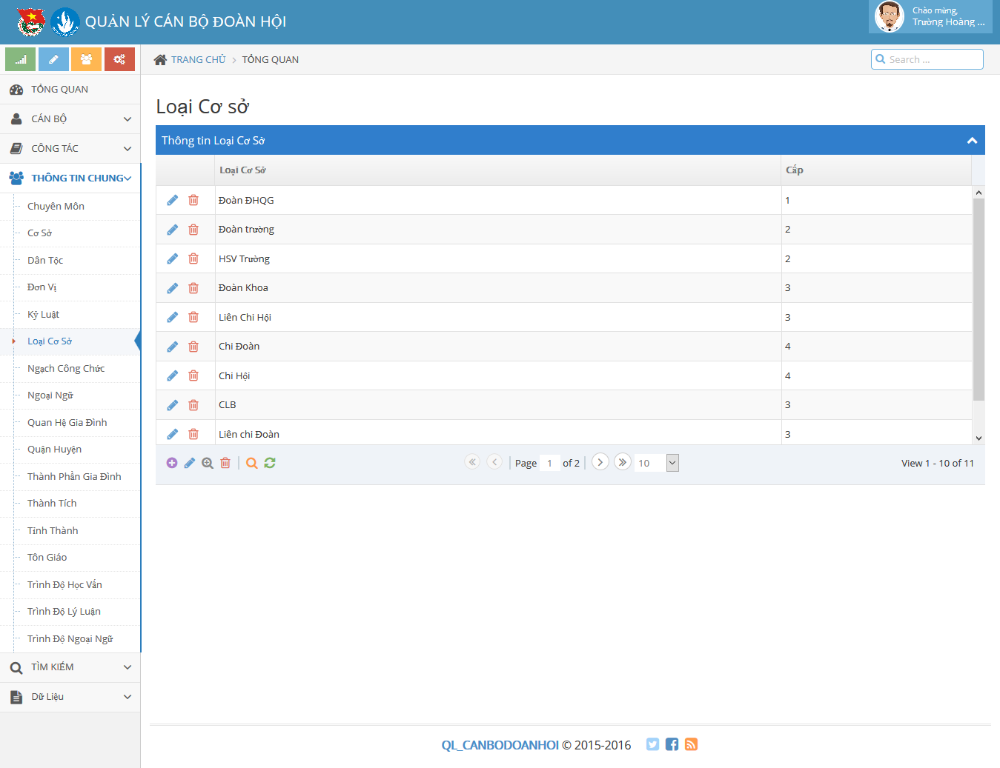 QUẢN LÝ CÁN BỘ ĐOÀN HỘI
Chào mừng,
Trường Hoàng ...
TRANG CHỦ
TỔNG QUAN
Search ...
TỔNG QUAN
CÁN BỘ
CÔNG TÁC
THÔNG TIN CHUNG
Chuyên Môn
Cơ Sở
Dân Tộc
Đơn Vị
Kỷ Luật
Loại Cơ Sở
Ngạch Công Chức
Ngoại Ngữ
Quan Hệ Gia Đình
Quận Huyện
Thành Phần Gia Đình
Thành Tích
Tỉnh Thành
Tôn Giáo
Trình Độ Học Vấn
Trình Độ Lý Luận
Trình Độ Ngoại Ngữ
TÌM KIẾM
Dữ Liệu
Loại Cơ sở
Thông tin Loại Cơ Sở
Loại Cơ Sở Cấp
Đoàn ĐHQG 1
Đoàn trường 2
HSV Trường 2
Đoàn Khoa 3
Liên Chi Hội 3
Chi Đoàn 4
Chi Hội 4
CLB 3
Liên chi Đoàn 3
Page 1 of 2 10 View 1 - 10 of 11
QL_CANBODOANHOI © 2015-2016